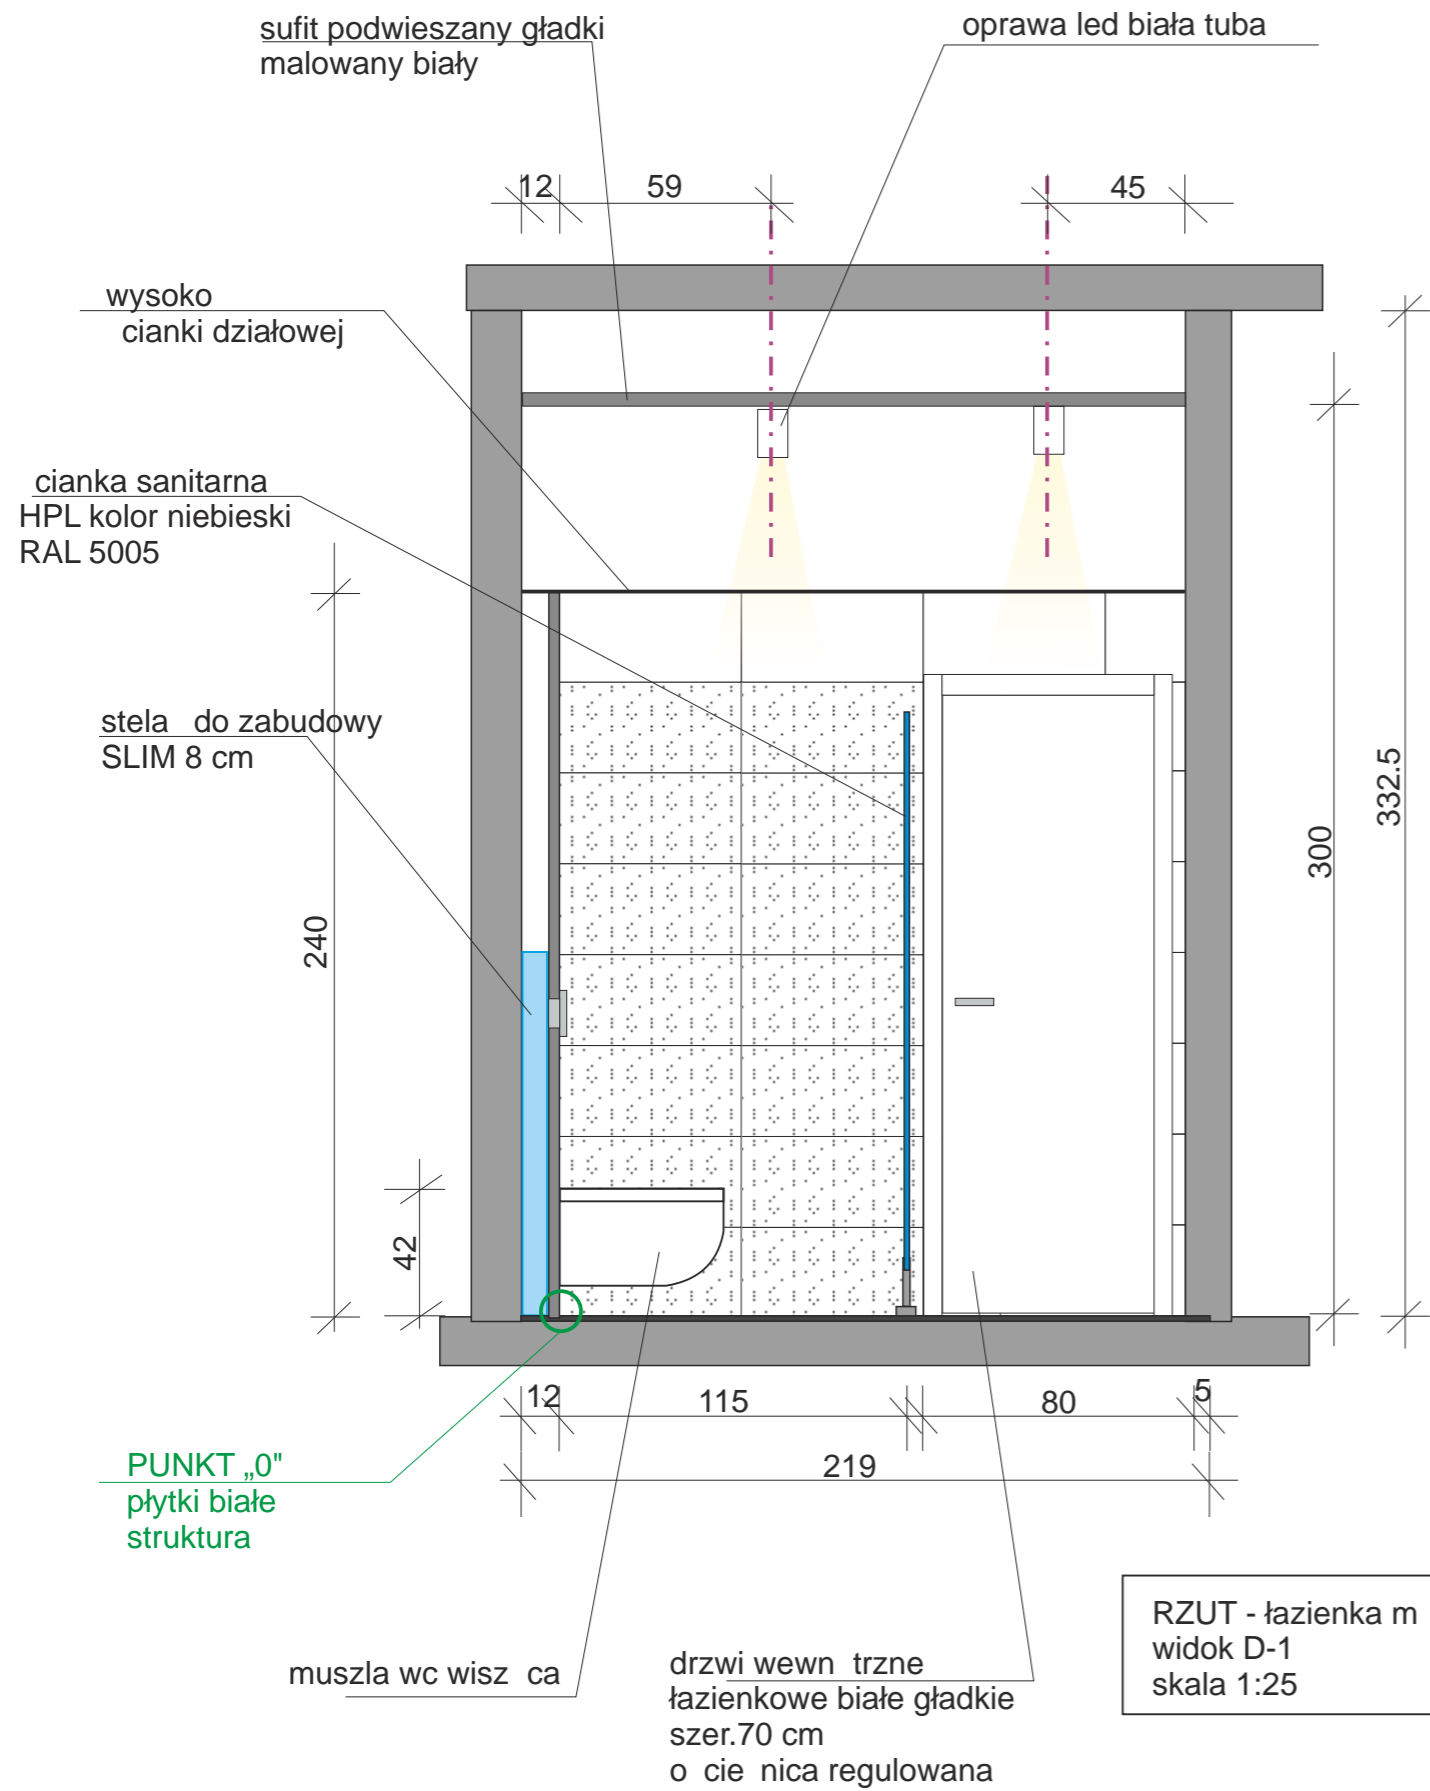 sufit podwieszany gładki
malowany biały
oprawa led biała tuba
12
59
45
wysoko
cianki działowej
cianka sanitarna
HPL kolor niebieski
RAL 5005
stela do zabudowy
SLIM 8 cm
240
42
300
332.5
12
115
80
5
219
PUNKT „0"
płytki białe
struktura
muszla wc wisz ca
drzwi wewn trzne
łazienkowe białe gładkie
szer.70 cm
o cie nica regulowana
RZUT - łazienka m
widok D-1
skala 1:25